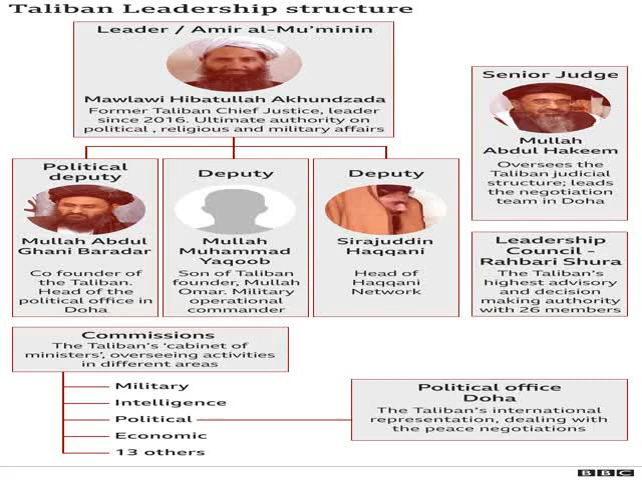 Taliban Leadership structure
Leader / Amir al-Mu'minin
Mawlawi Hibatullah Akhundzada
Former Taliban Chief Justice, leader
since 2016. Ultimate authority on
political , religious and military affairs
Senior Judge
Mullah
Abdul Hakeem
Oversees the
Taliban judicial
structure; leads
the negotiation
team in Doha
Political
deputy
Mullah Abdul
Ghani Baradar
Co founder of
the Taliban.
Head of the
political office in
Doha
Deputy
Mullah
Muhammad
Yaqoob
Son of Taliban
founder, Mullah
Omar. Military
operational
commander
Deputy
Sirajuddin
Haqqani
Head of
Haqqani
Network
Leadership
Council -
Rahbari Shura
The Taliban's
highest advisory
and decision
making authority
with 26 members
Commissions
The Taliban's 'cabinet of
ministers', overseeing activities
in different areas
Military
Intelligence
Political
Economic
13 others
Political office
Doha
The Taliban's international
representation, dealing with
the peace negotiations
BBC